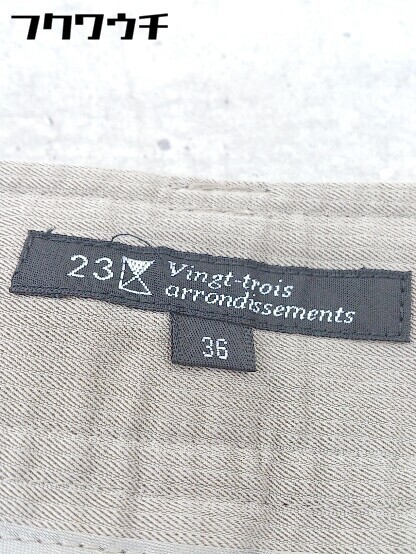 フクワウチ
23 Vingt-trois
arrondissements
36